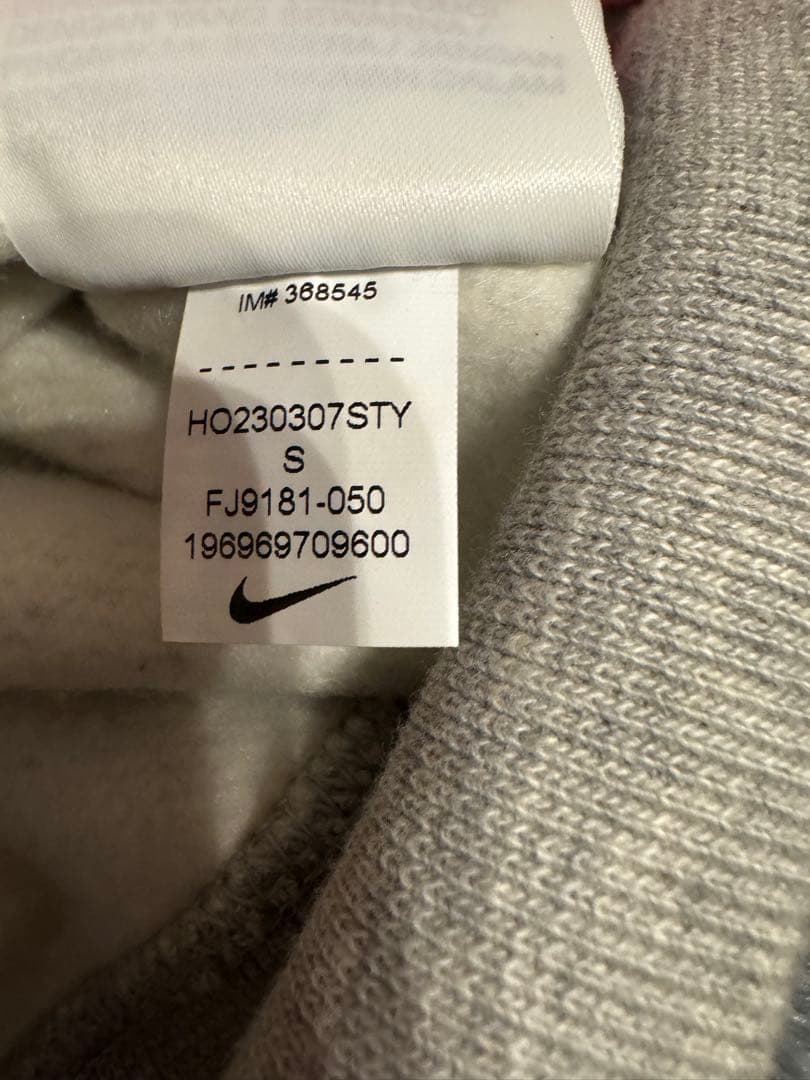 IM# 368545
---------
HO230307STY
S
FJ9181-050
196969709600